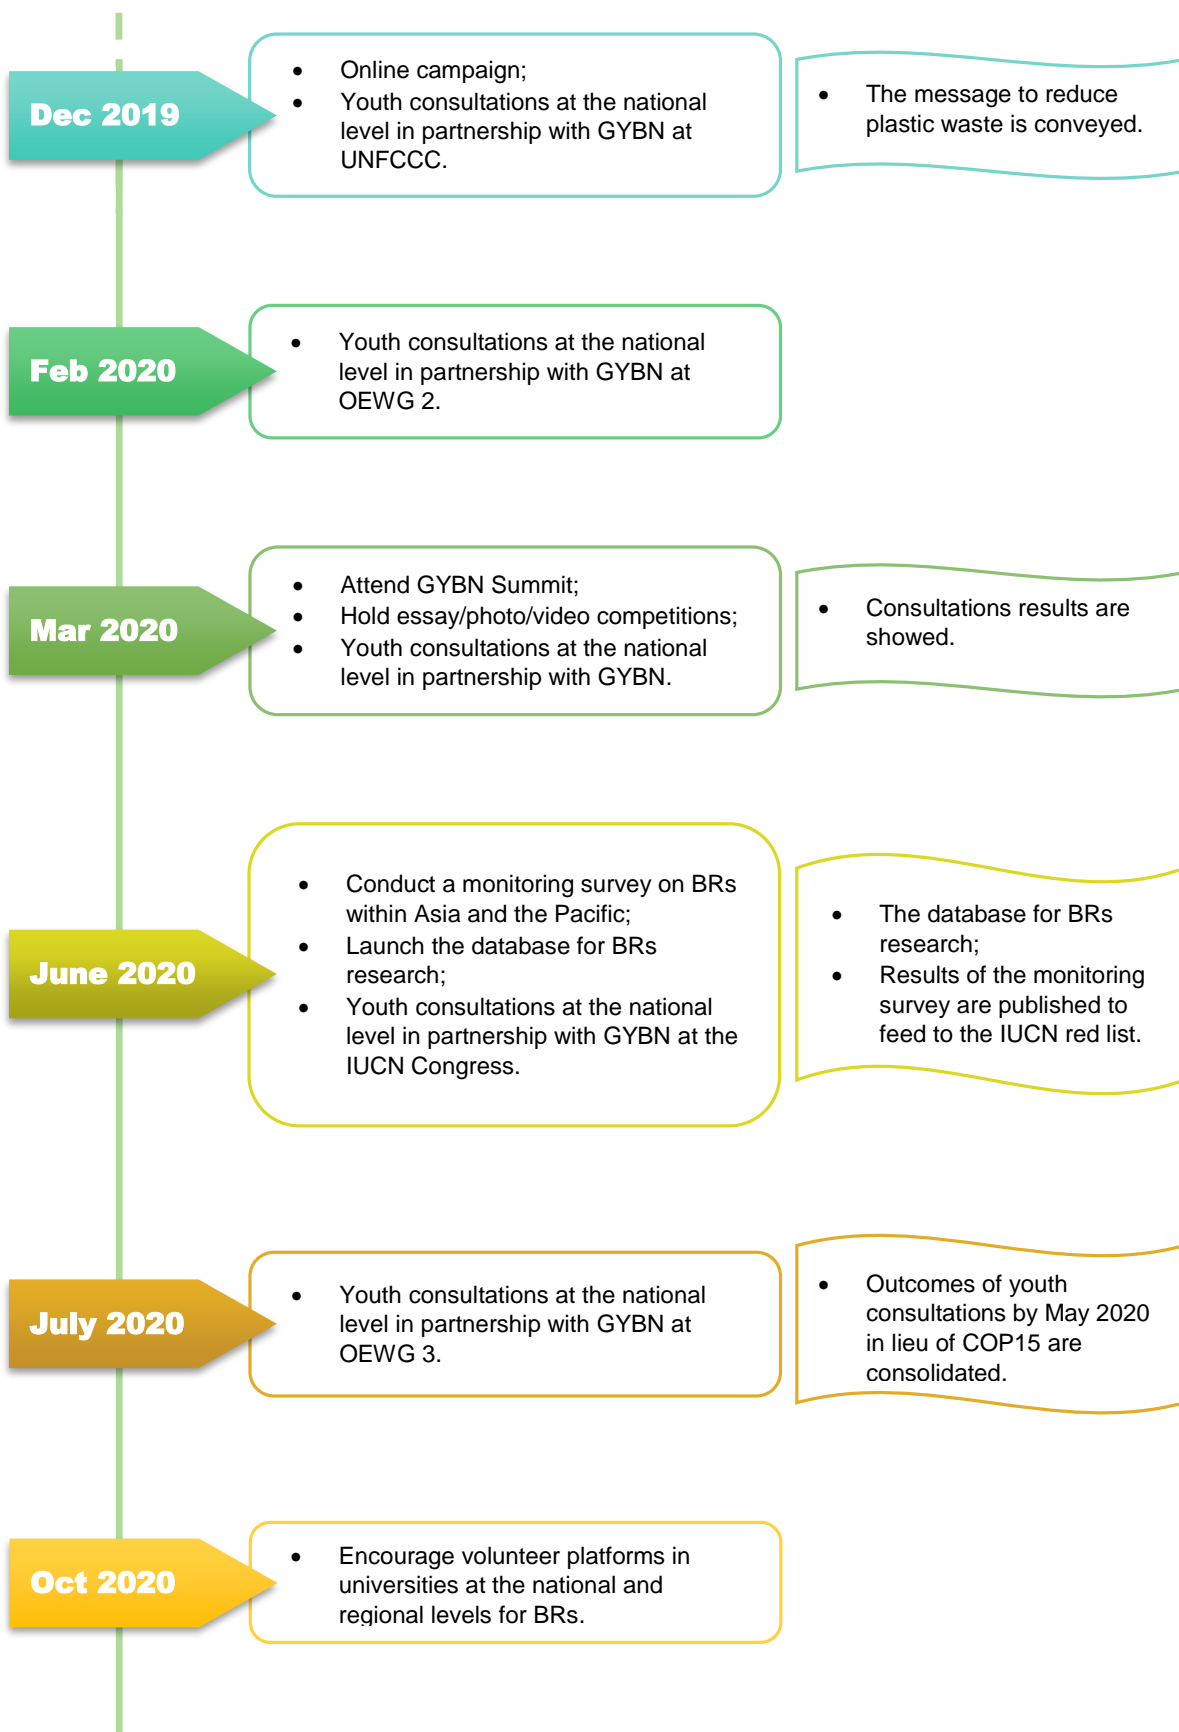 Dec 2019
• Online campaign;
• Youth consultations at the national
level in partnership with GYBN at
UNFCCC.
• The message to reduce
plastic waste is conveyed.
Feb 2020
• Youth consultations at the national
level in partnership with GYBN at
OEWG 2.
Mar 2020
• Attend GYBN Summit;
• Hold essay/photo/video competitions;
• Youth consultations at the national
level in partnership with GYBN.
• Consultations results are
showed.
June 2020
• Conduct a monitoring survey on BRs
within Asia and the Pacific;
• Launch the database for BRs
research;
• Youth consultations at the national
level in partnership with GYBN at the
IUCN Congress.
• The database for BRs
research;
• Results of the monitoring
survey are published to
feed to the IUCN red list.
July 2020
• Youth consultations at the national
level in partnership with GYBN at
OEWG 3.
• Outcomes of youth
consultations by May 2020
in lieu of COP15 are
consolidated.
Oct 2020
• Encourage volunteer platforms in
universities at the national and
regional levels for BRs.